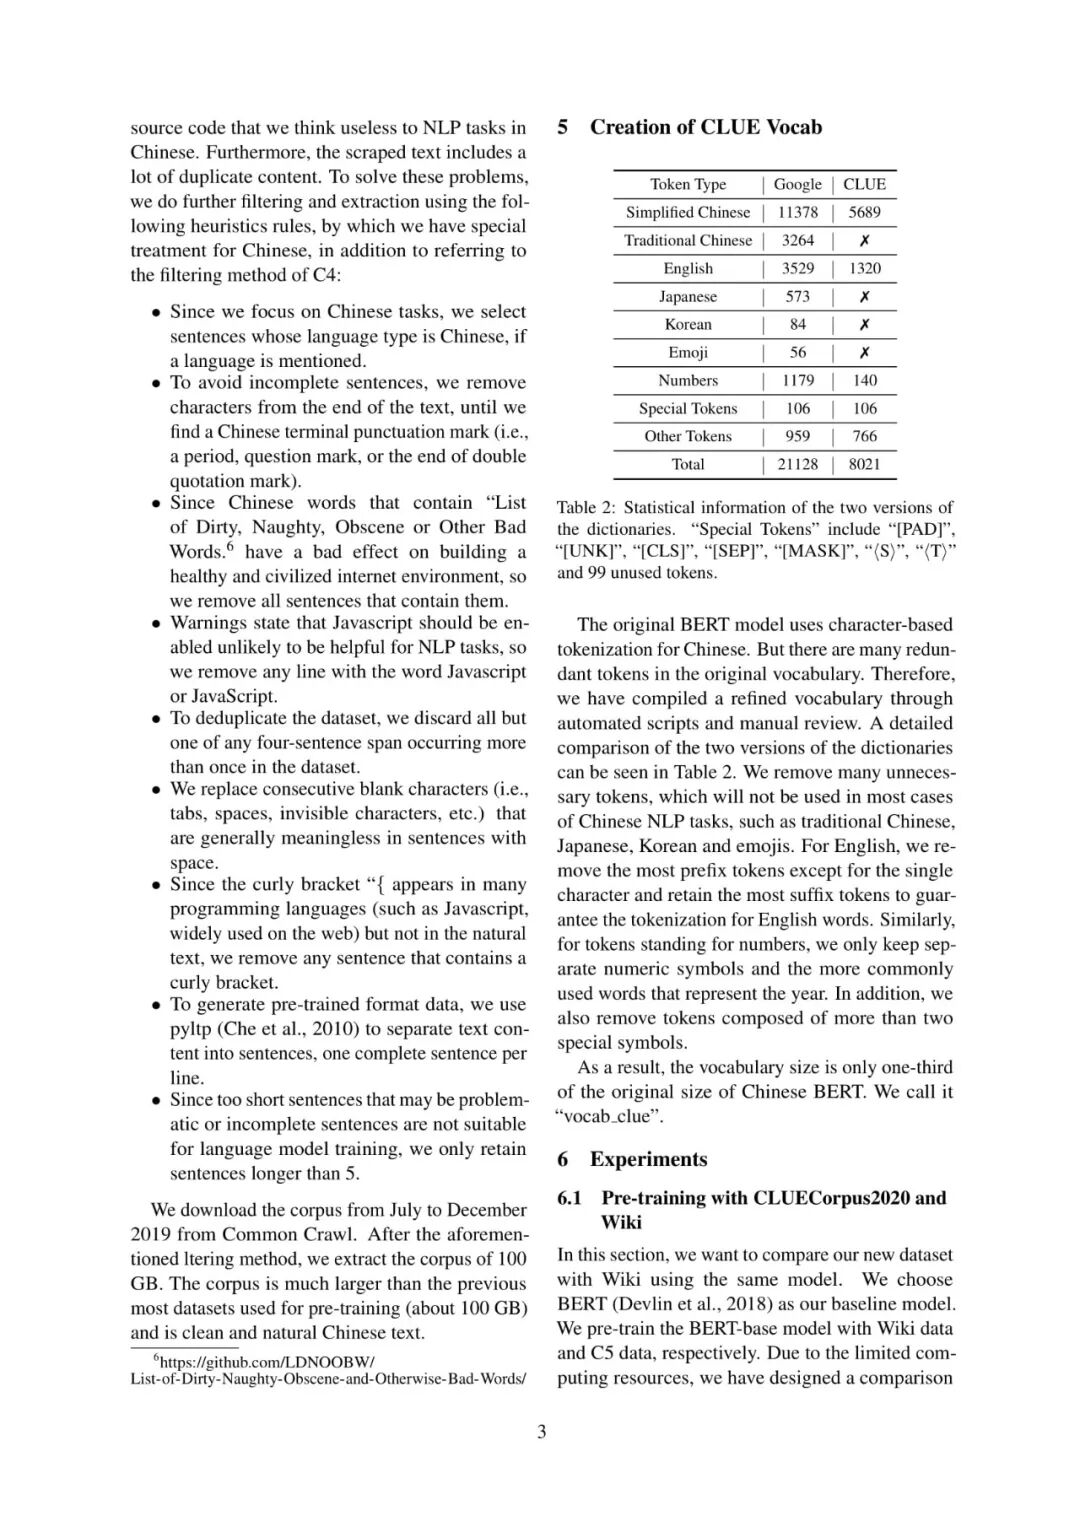 source code that we think useless to NLP tasks in
Chinese. Furthermore, the scraped text includes a
lot of duplicate content. To solve these problems,
we do further filtering and extraction using the fol-
lowing heuristics rules, by which we have special
treatment for Chinese, in addition to referring to
the filtering method of C4:
• Since we focus on Chinese tasks, we select
sentences whose language type is Chinese, if
a language is mentioned.
• To avoid incomplete sentences, we remove
characters from the end of the text, until we
find a Chinese terminal punctuation mark (i.e.,
a period, question mark, or the end of double
quotation mark).
• Since Chinese words that contain “List
of Dirty, Naughty, Obscene or Other Bad
Words.6 have a bad effect on building a
healthy and civilized internet environment, so
we remove all sentences that contain them.
• Warnings state that Javascript should be en-
abled unlikely to be helpful for NLP tasks, so
we remove any line with the word Javascript
or JavaScript.
• To deduplicate the dataset, we discard all but
one of any four-sentence span occurring more
than once in the dataset.
• We replace consecutive blank characters (i.e.,
tabs, spaces, invisible characters, etc.) that
are generally meaningless in sentences with
space.
• Since the curly bracket “{ appears in many
programming languages (such as Javascript,
widely used on the web) but not in the natural
text, we remove any sentence that contains a
curly bracket.
• To generate pre-trained format data, we use
pyltp (Che et al., 2010) to separate text con-
tent into sentences, one complete sentence per
line.
• Since too short sentences that may be problem-
atic or incomplete sentences are not suitable
for language model training, we only retain
sentences longer than 5.
We download the corpus from July to December
2019 from Common Crawl. After the aforemen-
tioned ltering method, we extract the corpus of 100
GB. The corpus is much larger than the previous
most datasets used for pre-training (about 100 GB)
and is clean and natural Chinese text.
6https://github.com/LDNOOBW/
List-of-Dirty-Naughty-Obscene-and-Otherwise-Bad-Words/
5 Creation of CLUE Vocab
Token Type | Google | CLUE
Simplified Chinese | 11378 | 5689
Traditional Chinese | 3264 | ✗
English | 3529 | 1320
Japanese | 573 | ✗
Korean | 84 | ✗
Emoji | 56 | ✗
Numbers | 1179 | 140
Special Tokens | 106 | 106
Other Tokens | 959 | 766
Total | 21128 | 8021
Table 2: Statistical information of the two versions of
the dictionaries. “Special Tokens” include “[PAD]”,
“[UNK]”, “[CLS]”, “[SEP]”, “[MASK]”, “⟨S⟩”, “⟨T⟩”
and 99 unused tokens.
The original BERT model uses character-based
tokenization for Chinese. But there are many redun-
dant tokens in the original vocabulary. Therefore,
we have compiled a refined vocabulary through
automated scripts and manual review. A detailed
comparison of the two versions of the dictionaries
can be seen in Table 2. We remove many unneces-
sary tokens, which will not be used in most cases
of Chinese NLP tasks, such as traditional Chinese,
Japanese, Korean and emojis. For English, we re-
move the most prefix tokens except for the single
character and retain the most suffix tokens to guar-
antee the tokenization for English words. Similarly,
for tokens standing for numbers, we only keep sep-
arate numeric symbols and the more commonly
used words that represent the year. In addition, we
also remove tokens composed of more than two
special symbols.
As a result, the vocabulary size is only one-third
of the original size of Chinese BERT. We call it
“vocab_clue”.
6 Experiments
6.1 Pre-training with CLUECorpus2020 and
Wiki
In this section, we want to compare our new dataset
with Wiki using the same model. We choose
BERT (Devlin et al., 2018) as our baseline model.
We pre-train the BERT-base model with Wiki data
and C5 data, respectively. Due to the limited com-
puting resources, we have designed a comparison
3